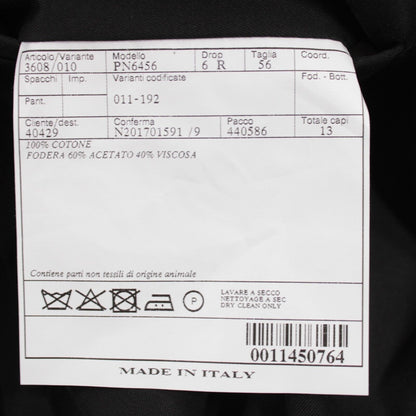 Articolo/Variante Modello Drop Taglia Coord.
3608/010 PN6456 6 R 56
Spacchi Imp. Varianti codificate Fod. - Bott.
Pant. 011-192
Cliente/dest. Conferma Pacco Totale capi
40429 N201701591 /9 440586 13
100% COTONE
FODERA 60% ACETATO 40% VISCOSA
Contiene parti non tessili di origine animale
P
LAVARE A SECCO
NETTOYAGE A SEC
DRY CLEAN ONLY
0011450764
MADE IN ITALY